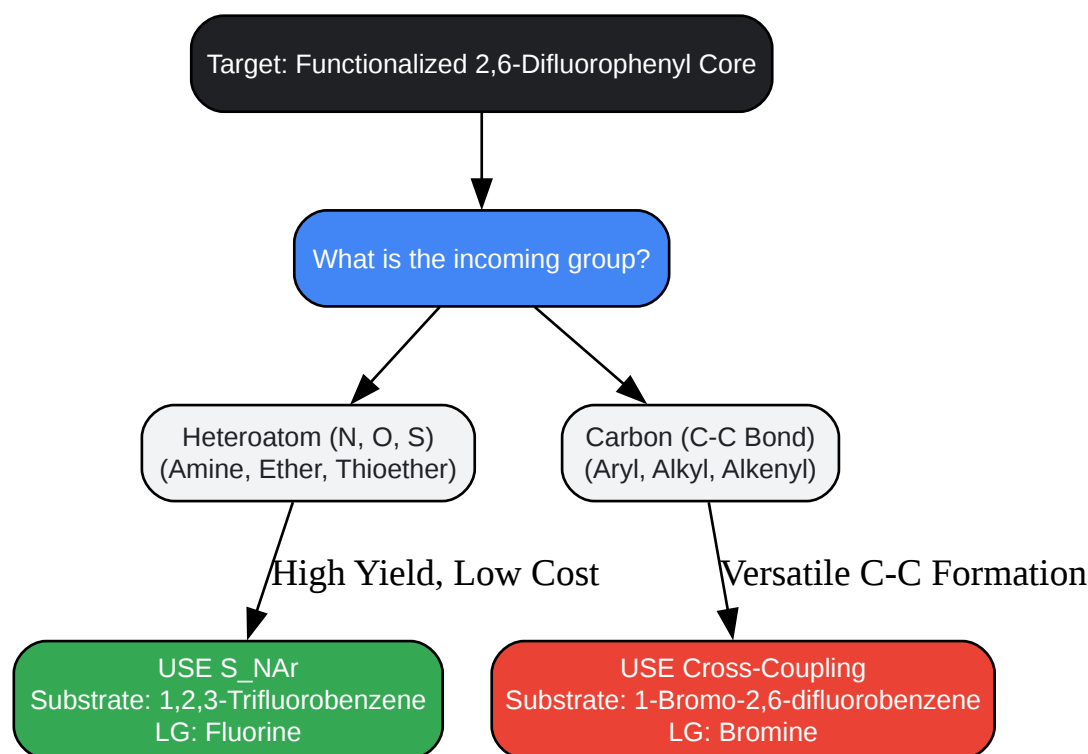 Target: Functionalized 2,6-Difluorophenyl Core
What is the incoming group?
Heteroatom (N, O, S)
(Amine, Ether, Thioether)
Carbon (C-C Bond)
(Aryl, Alkyl, Alkenyl)
High Yield, Low Cost
Versatile C-C Formation
USE S_NAr
Substrate: 1,2,3-Trifluorobenzene
LG: Fluorine
USE Cross-Coupling
Substrate: 1-Bromo-2,6-difluorobenzene
LG: Bromine